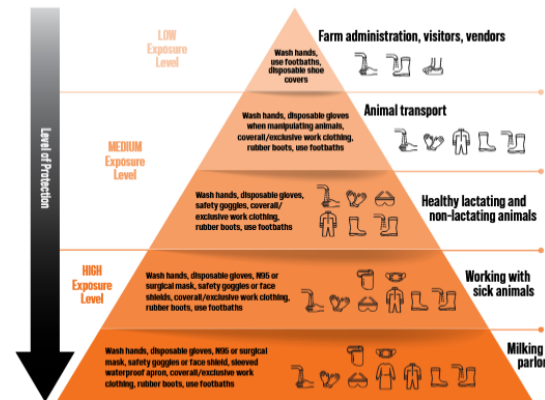 LOW
Exposure
Level
Farm administration, visitors, vendors
Wash hands,
use footbaths,
disposable shoe
covers
Level of Protection
MEDIUM
Exposure
Level
Animal transport
Wash hands, disposable gloves
when manipulating animals,
coverall/exclusive work clothing,
rubber boots, use footbaths
Healthy lactating and
non-lactating animals
Wash hands, disposable gloves,
safety goggles, coverall/
exclusive work clothing,
rubber boots, use footbaths
HIGH
Exposure
Level
Working with
sick animals
Wash hands, disposable gloves, N95 or
surgical mask, safety goggles or face
shields, coverall/exclusive work clothing,
rubber boots, use footbaths
Milking
parlor
Wash hands, disposable gloves, N95 or surgical
mask, safety goggles or face shield, sleeved
waterproof apron, coverall/exclusive work
clothing, rubber boots, use footbaths